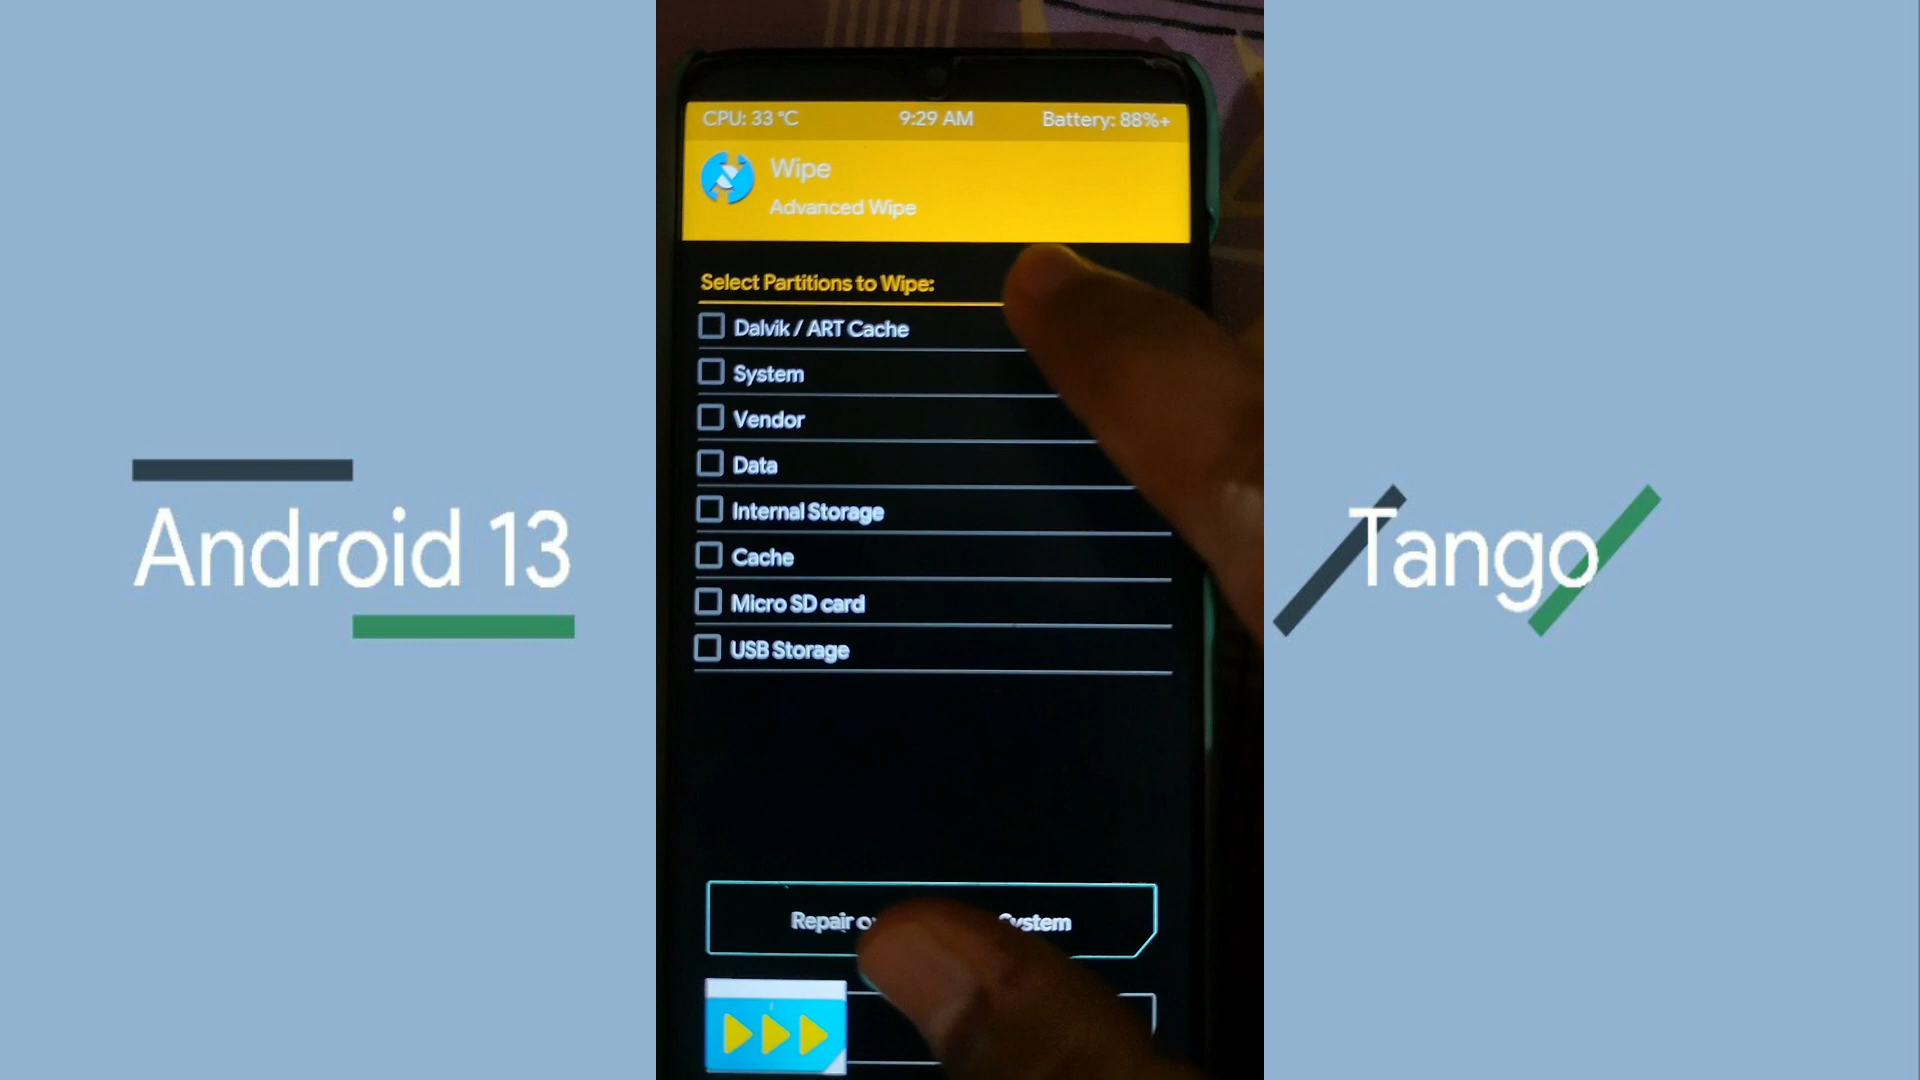 CPU: 33 °C 9:29 AM Battery: 88%+
Wipe
Advanced Wipe
Select Partitions to Wipe:
Dalvik / ART Cache
System
Vendor
Data
Internal Storage
Cache
Micro SD card
USB Storage
Repair
Android 13
Tango